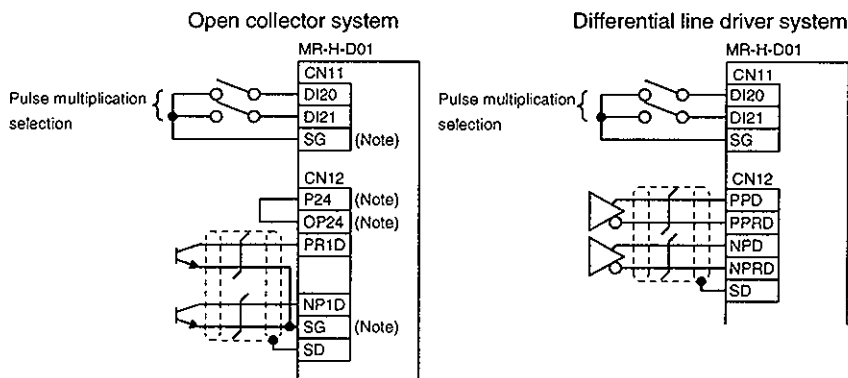 Open collector system
MR-H-D01
CN11
Pulse multiplication
selection
DI20
DI21
SG (Note)
CN12
P24 (Note)
OP24 (Note)
PR1D
NP1D
SG (Note)
SD
Differential line driver system
MR-H-D01
CN11
Pulse multiplication
selection
DI20
DI21
SG
CN12
PPD
PPRD
NPD
NPRD
SD